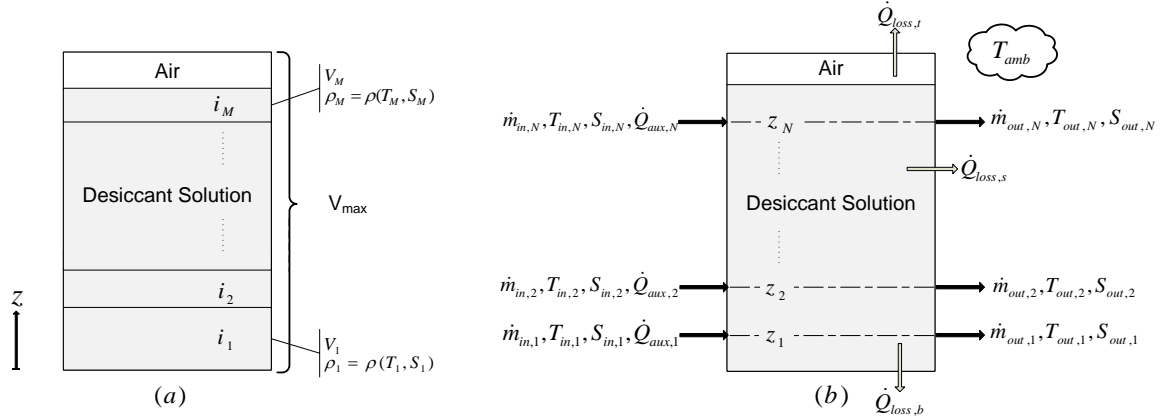 Air
i_M
V_M
ρ_M = ρ(T_M, S_M)
Desiccant Solution
V_max
i_2
i_1
V_1
ρ_1 = ρ(T_1, S_1)
z
(a)
Q̇_loss,t
T_amb
Air
ṁ_in,N, T_in,N, S_in,N, Q̇_aux,N
z_N
ṁ_out,N, T_out,N, S_out,N
Q̇_loss,s
Desiccant Solution
ṁ_in,2, T_in,2, S_in,2, Q̇_aux,2
z_2
ṁ_out,2, T_out,2, S_out,2
ṁ_in,1, T_in,1, S_in,1, Q̇_aux,1
z_1
ṁ_out,1, T_out,1, S_out,1
Q̇_loss,b
(b)